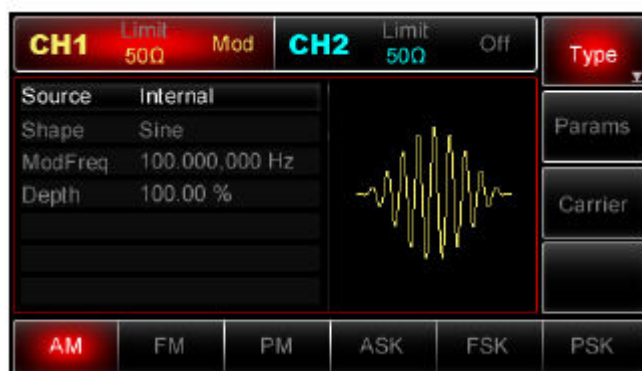 CH1 Limit 50Ω Mod CH2 Limit 50Ω Off Type
Source Internal
Shape Sine
ModFreq 100.000,000 Hz
Depth 100.00 %
Params
Carrier
AM FM PM ASK FSK PSK